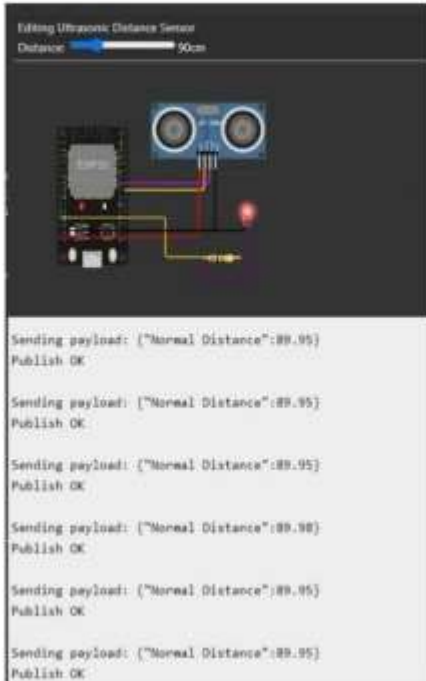 Editing Ultrasonic Distance Sensor
Distance: 90cm
ESP32
Sending payload: {"Normal Distance":89.95}
Publish OK
Sending payload: {"Normal Distance":89.95}
Publish OK
Sending payload: {"Normal Distance":89.95}
Publish OK
Sending payload: {"Normal Distance":89.98}
Publish OK
Sending payload: {"Normal Distance":89.95}
Publish OK
Sending payload: {"Normal Distance":89.95}
Publish OK